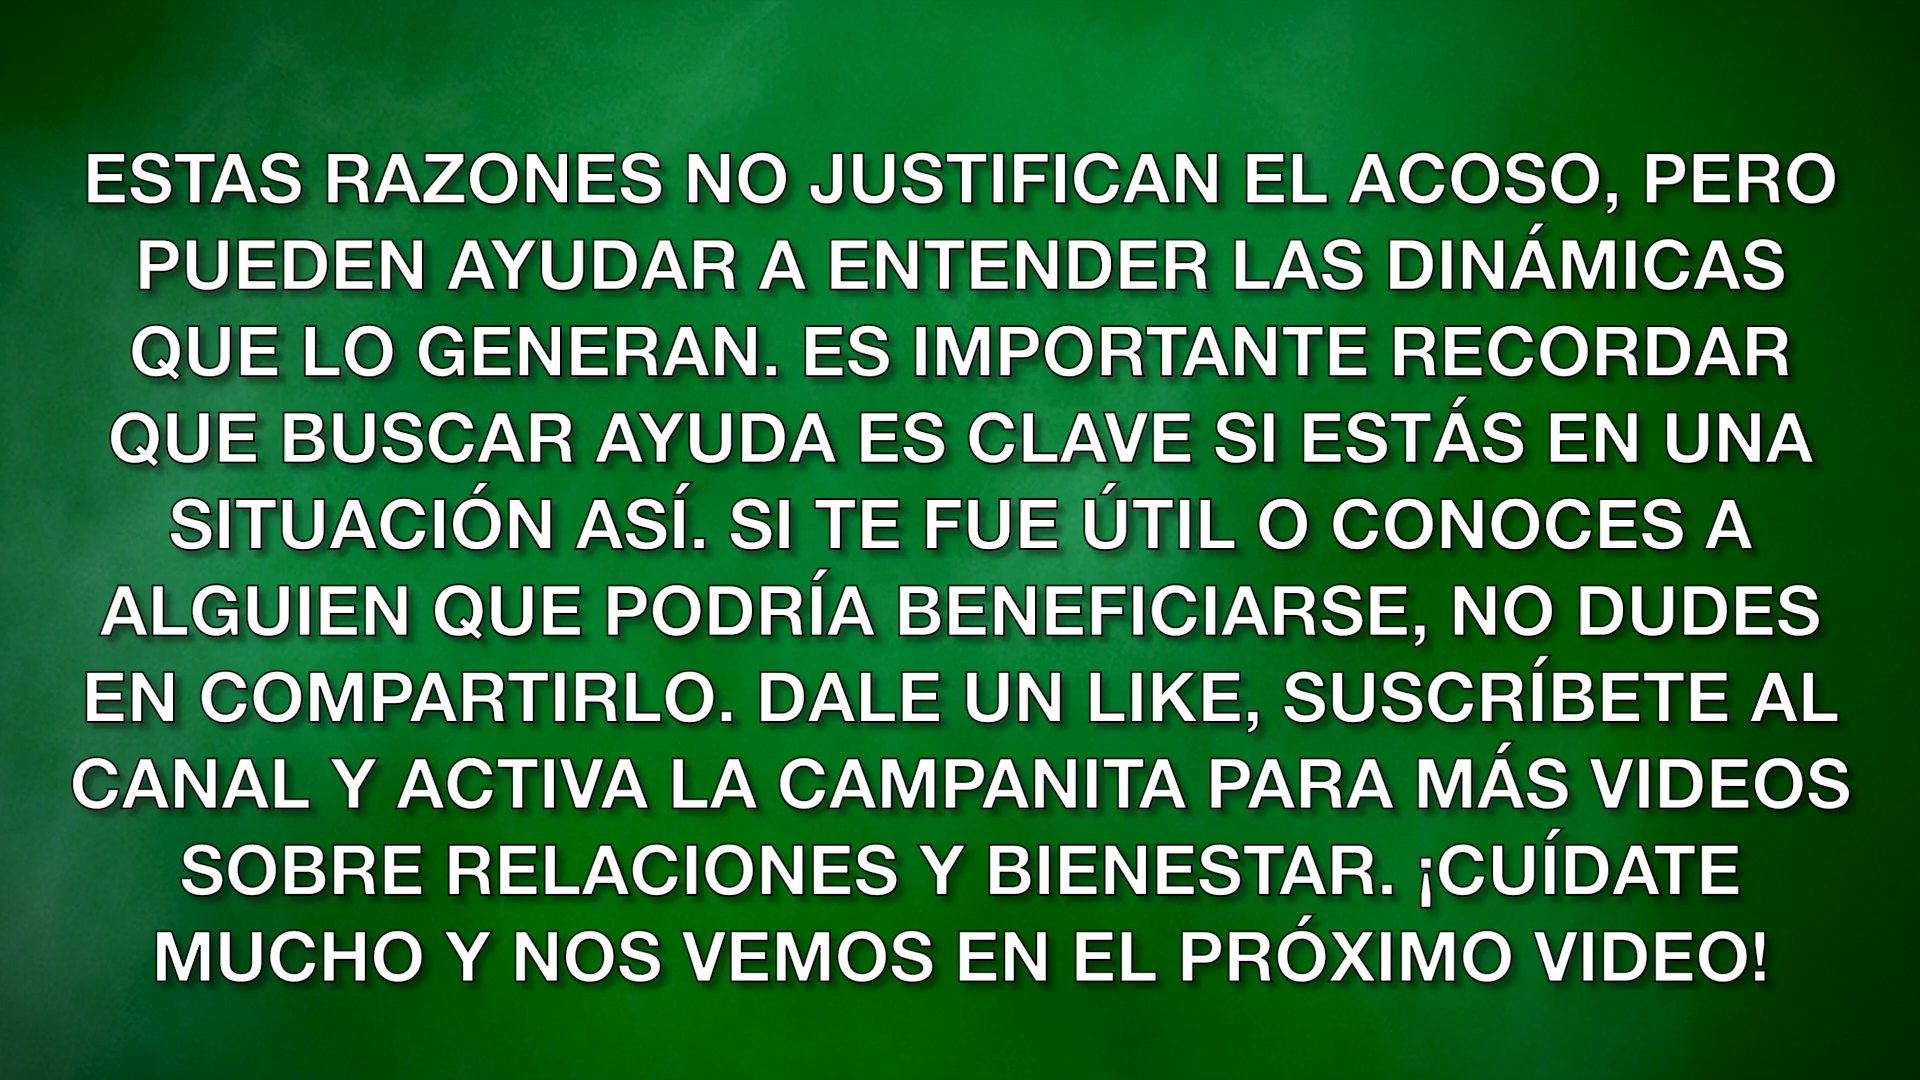 ESTAS RAZONES NO JUSTIFICAN EL ACOSO, PERO
PUEDEN AYUDAR A ENTENDER LAS DINÁMICAS
QUE LO GENERAN. ES IMPORTANTE RECORDAR
QUE BUSCAR AYUDA ES CLAVE SI ESTÁS EN UNA
SITUACIÓN ASÍ. SI TE FUE ÚTIL O CONOCES A
ALGUIEN QUE PODRÍA BENEFICIARSE, NO DUDES
EN COMPARTIRLO. DALE UN LIKE, SUSCRÍBETE AL
CANAL Y ACTIVA LA CAMPANITA PARA MÁS VIDEOS
SOBRE RELACIONES Y BIENESTAR. ¡CUÍDATE
MUCHO Y NOS VEMOS EN EL PRÓXIMO VIDEO!